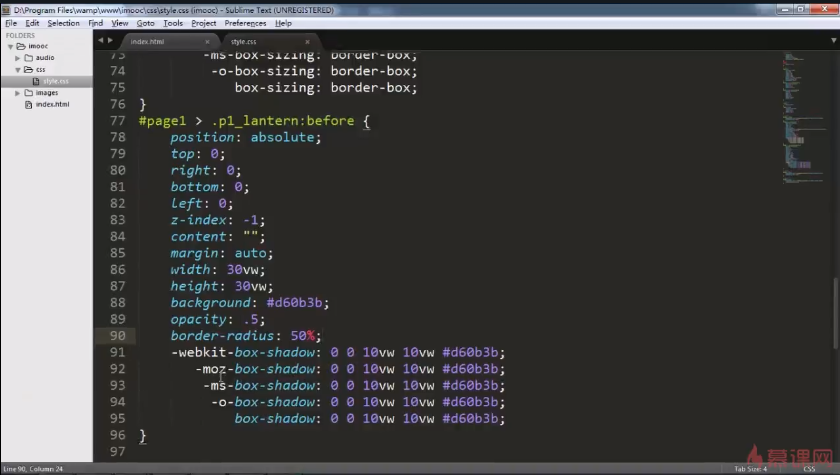 D:\Program Files\wamp\www\imooc\css\style.css (imooc) - Sublime Text (UNREGISTERED)
File Edit Selection Find View Goto Tools Project Preferences Help
FOLDERS
imooc
audio
css
style.css
images
index.html
index.html × style.css ×
73 -ms-box-sizing: border-box;
74 -o-box-sizing: border-box;
75 box-sizing: border-box;
76 }
77 #page1 > .p1_lantern:before {
78 position: absolute;
79 top: 0;
80 right: 0;
81 bottom: 0;
82 left: 0;
83 z-index: -1;
84 content: "";
85 margin: auto;
86 width: 30vw;
87 height: 30vw;
88 background: #d60b3b;
89 opacity: .5;
90 border-radius: 50%;
91 -webkit-box-shadow: 0 0 10vw 10vw #d60b3b;
92 -moz-box-shadow: 0 0 10vw 10vw #d60b3b;
93 -ms-box-shadow: 0 0 10vw 10vw #d60b3b;
94 -o-box-shadow: 0 0 10vw 10vw #d60b3b;
95 box-shadow: 0 0 10vw 10vw #d60b3b;
96 }
97
慕课网
Line 90, Column 24 Tab Size: 4 CSS